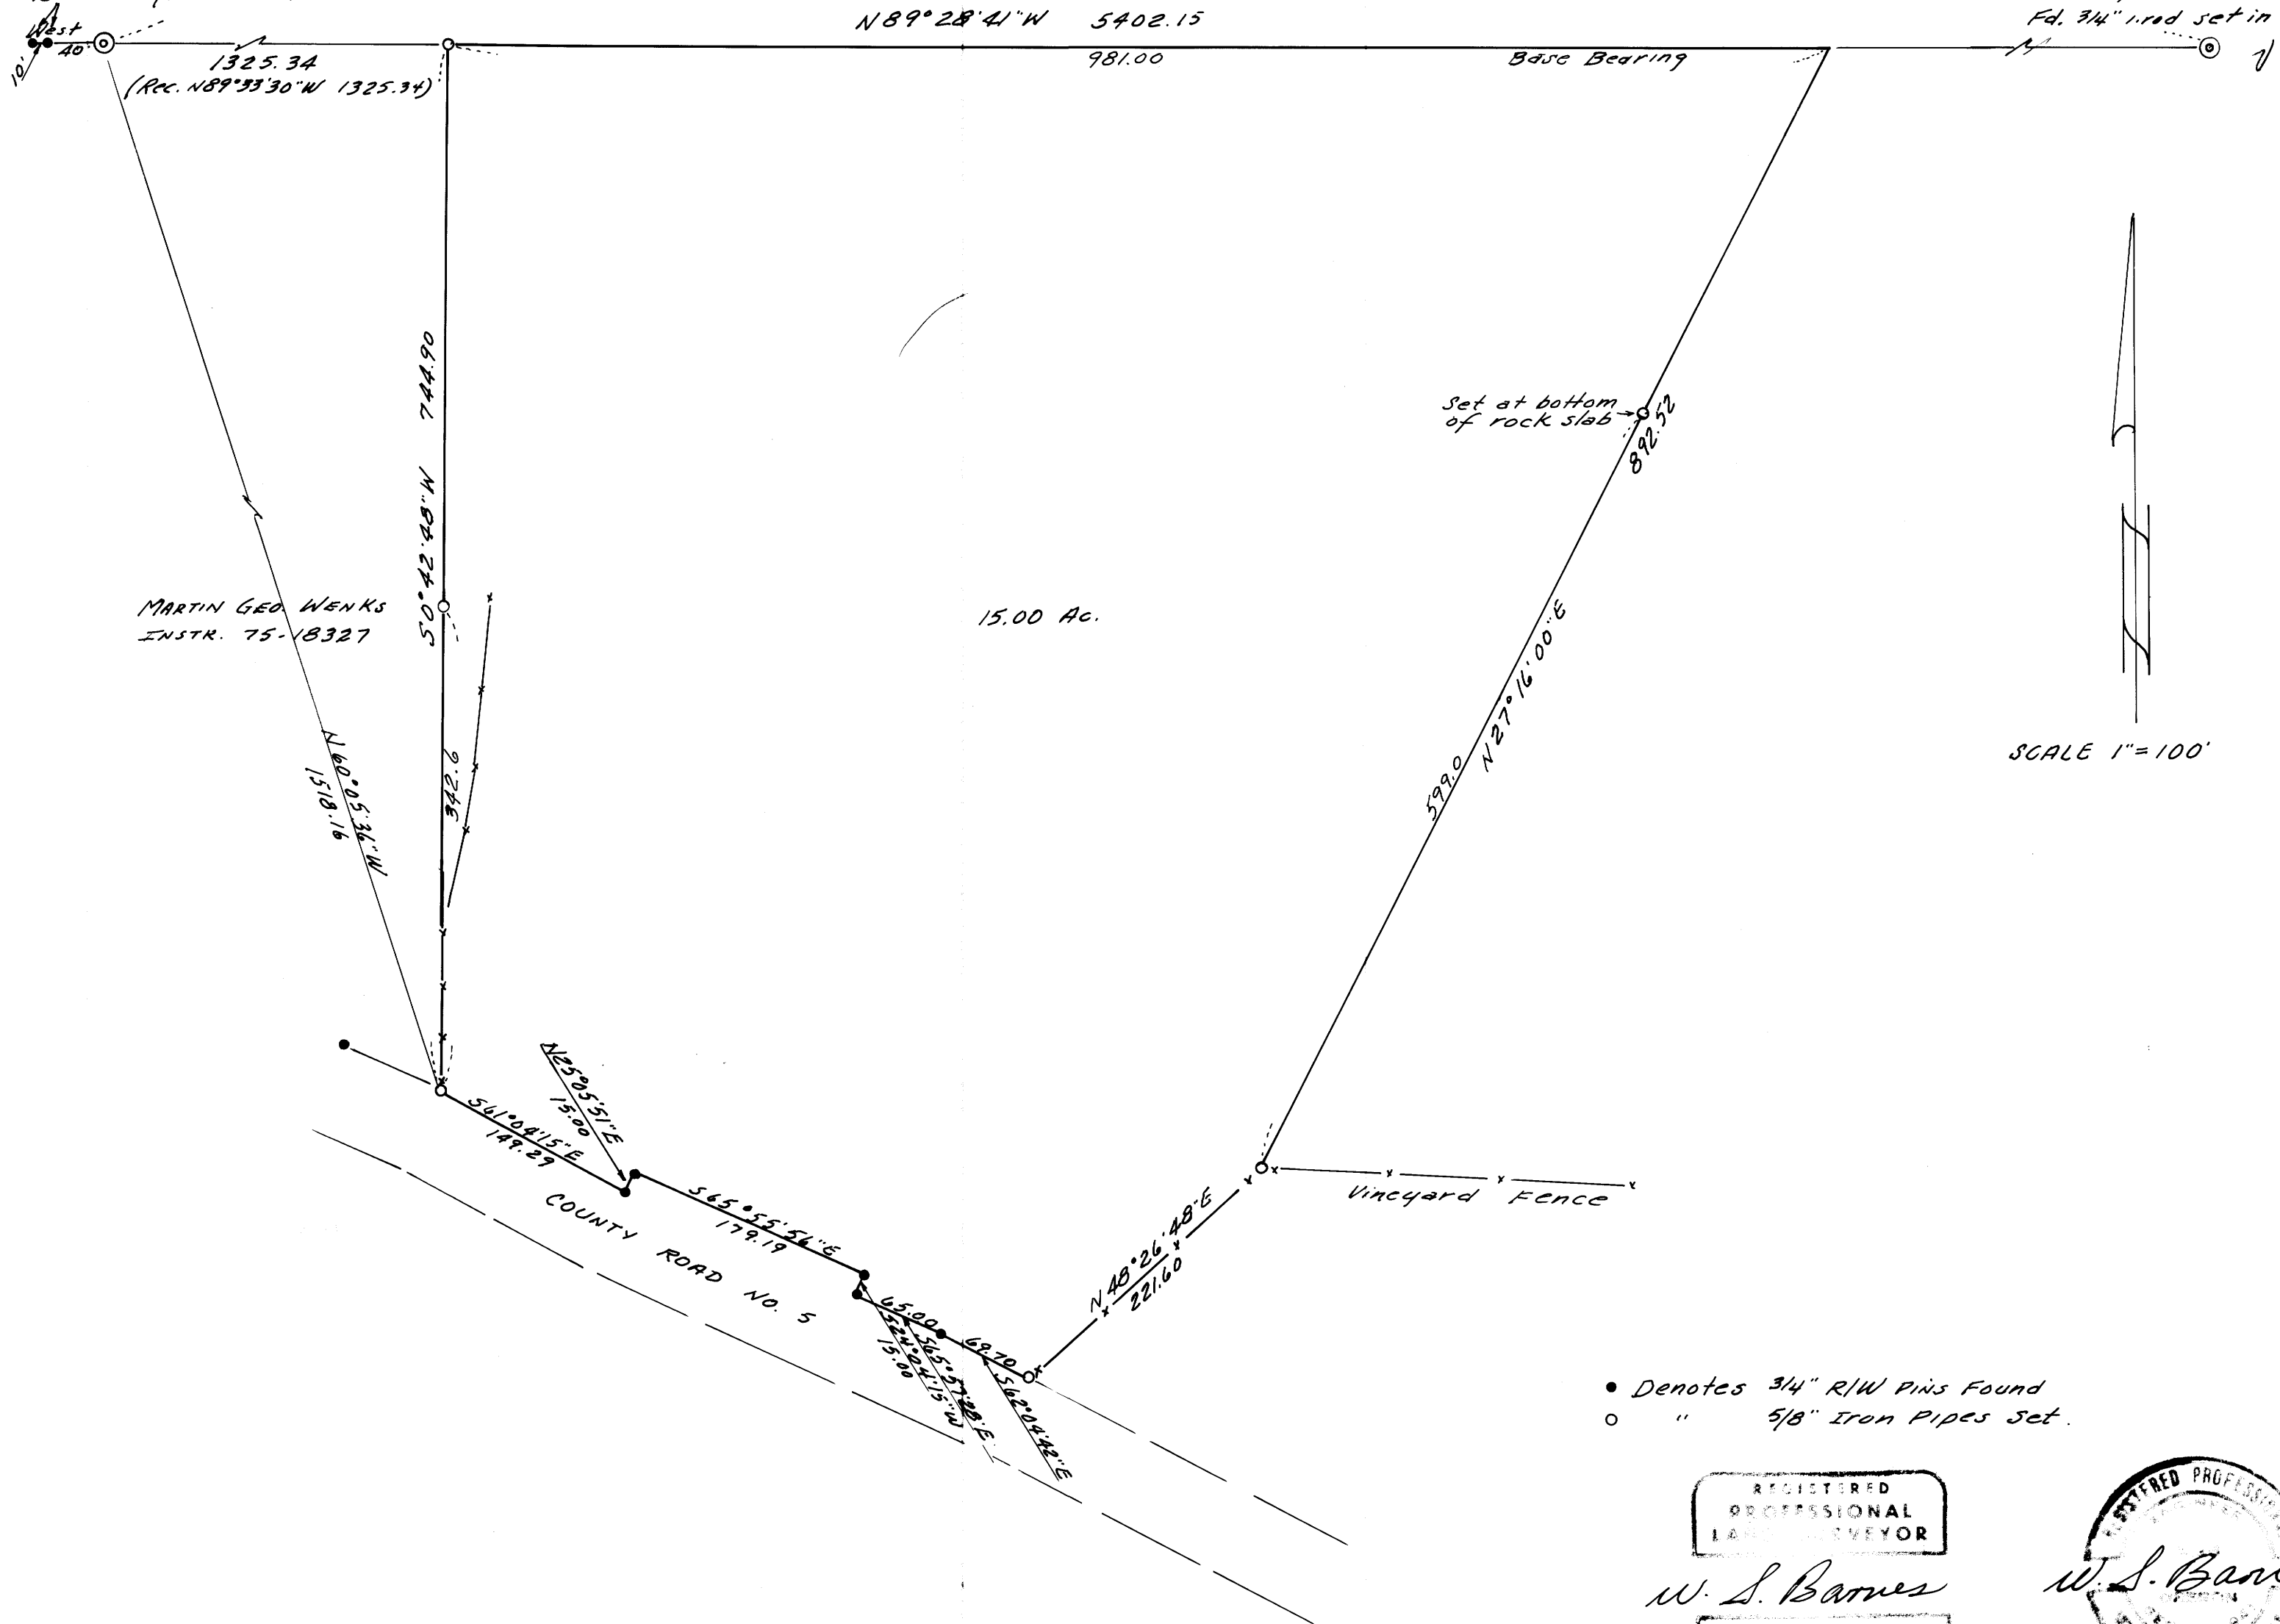 N89°28'41"W 5402.15
Fd. 3/4" i.rod set in
West
40'
10'
1325.34
(Rec. N89°33'30"W 1325.34)
981.00
Base Bearing
S0°42'48"W 744.90
Set at bottom
of rock slab
892.52
MARTIN GEO. WENKS
INSTR. 75-18327
15.00 Ac.
N27°16'00"E
599.0
342.6
N60°05'36"W
1518.16
SCALE 1"=100'
N25°05'51"E
15.00
S61°04'15"E
149.29
S65°55'56"E
179.19
COUNTY ROAD NO. 5
N48°26'48"E
221.60
Vineyard Fence
65.00
69.70
S24°04'15"W
15.00
S65°57'28"E
S62°04'42"E
● Denotes 3/4" R/W Pins Found
○ " 5/8" Iron Pipes Set.
REGISTERED
PROFESSIONAL
LAND SURVEYOR
W. S. Barnes
REGISTERED
W. S. Barn